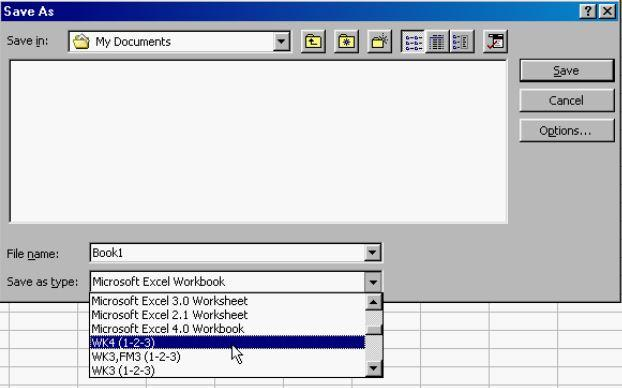 Save As
Save in:
My Documents
Save
Cancel
Options...
File name:
Book1
Save as type:
Microsoft Excel Workbook
Microsoft Excel 3.0 Worksheet
Microsoft Excel 2.1 Worksheet
Microsoft Excel 4.0 Workbook
WK4 (1-2-3)
WK3,FM3 (1-2-3)
WK3 (1-2-3)